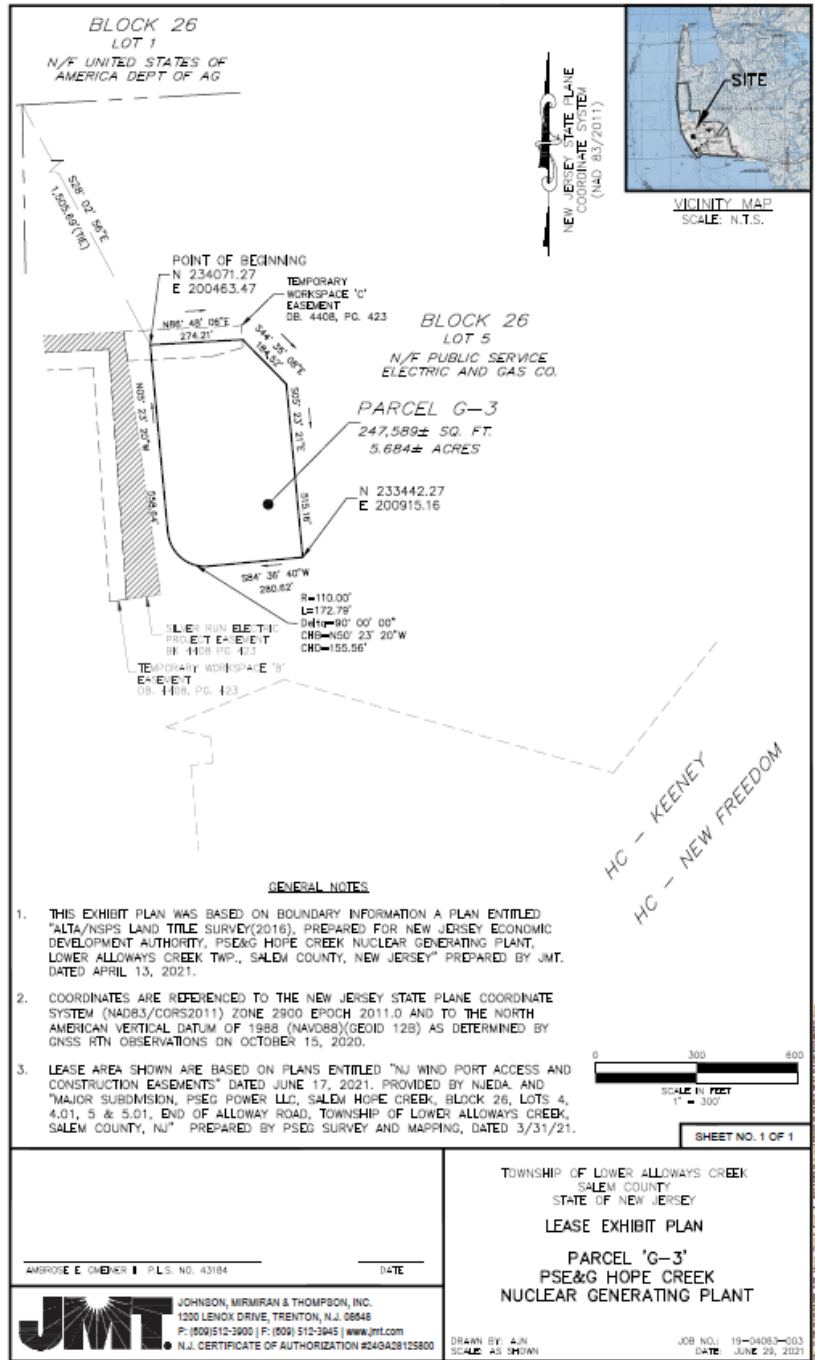 BLOCK 26
LOT 1
N/F UNITED STATES OF
AMERICA DEPT OF AG
S28° 02' 56"E
1,505.69'(TIE)
NEW JERSEY STATE PLANE
COORDINATE SYSTEM
(NAD 83/2011)
SITE
VICINITY MAP
SCALE: N.T.S.
POINT OF BEGINNING
N 234071.27
E 200463.47
TEMPORARY
WORKSPACE 'C'
EASEMENT
DB. 4408, PG. 423
N86° 48' 06"E
274.21'
S44° 36' 08"E
184.52'
BLOCK 26
LOT 5
N/F PUBLIC SERVICE
ELECTRIC AND GAS CO.
PARCEL G-3
247,589± SQ. FT.
5.684± ACRES
N05° 23' 20"W
S05° 23' 21"E
515.16'
N 233442.27
E 200915.16
S84° 36' 40"W
280.62'
R=110.00'
L=172.79'
Delta=90° 00' 00"
CHB=N50° 23' 20"W
CHD=155.56'
SILVER RUN ELECTRIC
PROJECT EASEMENT
BK 4408 PG 423
TEMPORARY WORKSPACE 'B'
EASEMENT
DB. 4408, PG. 423
HC - KEENEY
HC - NEW FREEDOM
GENERAL NOTES
1. THIS EXHIBIT PLAN WAS BASED ON BOUNDARY INFORMATION A PLAN ENTITLED
"ALTA/NSPS LAND TITLE SURVEY(2016), PREPARED FOR NEW JERSEY ECONOMIC
DEVELOPMENT AUTHORITY, PSE&G HOPE CREEK NUCLEAR GENERATING PLANT,
LOWER ALLOWAYS CREEK TWP., SALEM COUNTY, NEW JERSEY" PREPARED BY JMT.
DATED APRIL 13, 2021.
2. COORDINATES ARE REFERENCED TO THE NEW JERSEY STATE PLANE COORDINATE
SYSTEM (NAD83/CORS2011) ZONE 2900 EPOCH 2011.0 AND TO THE NORTH
AMERICAN VERTICAL DATUM OF 1988 (NAVD88)(GEOID 12B) AS DETERMINED BY
GNSS RTN OBSERVATIONS ON OCTOBER 15, 2020.
3. LEASE AREA SHOWN ARE BASED ON PLANS ENTITLED "NJ WIND PORT ACCESS AND
CONSTRUCTION EASEMENTS" DATED JUNE 17, 2021. PROVIDED BY NJEDA. AND
"MAJOR SUBDIVISION, PSEG POWER LLC, SALEM HOPE CREEK, BLOCK 26, LOTS 4,
4.01, 5 & 5.01, END OF ALLOWAY ROAD, TOWNSHIP OF LOWER ALLOWAYS CREEK,
SALEM COUNTY, NJ" PREPARED BY PSEG SURVEY AND MAPPING, DATED 3/31/21.
0 300 600
SCALE IN FEET
1" = 300'
SHEET NO. 1 OF 1
AMBROSE E. GMEINER II P.L.S. NO. 43184
DATE
JMT.
JOHNSON, MIRMIRAN & THOMPSON, INC.
1200 LENOX DRIVE, TRENTON, N.J. 08648
P: (609)512-3900 | F: (609) 512-3945 | www.jmt.com
N.J. CERTIFICATE OF AUTHORIZATION #24GA28125800
TOWNSHIP OF LOWER ALLOWAYS CREEK
SALEM COUNTY
STATE OF NEW JERSEY
LEASE EXHIBIT PLAN
PARCEL 'G-3'
PSE&G HOPE CREEK
NUCLEAR GENERATING PLANT
DRAWN BY: AJN
SCALE: AS SHOWN
JOB NO.: 19-04063-003
DATE: JUNE 29, 2021